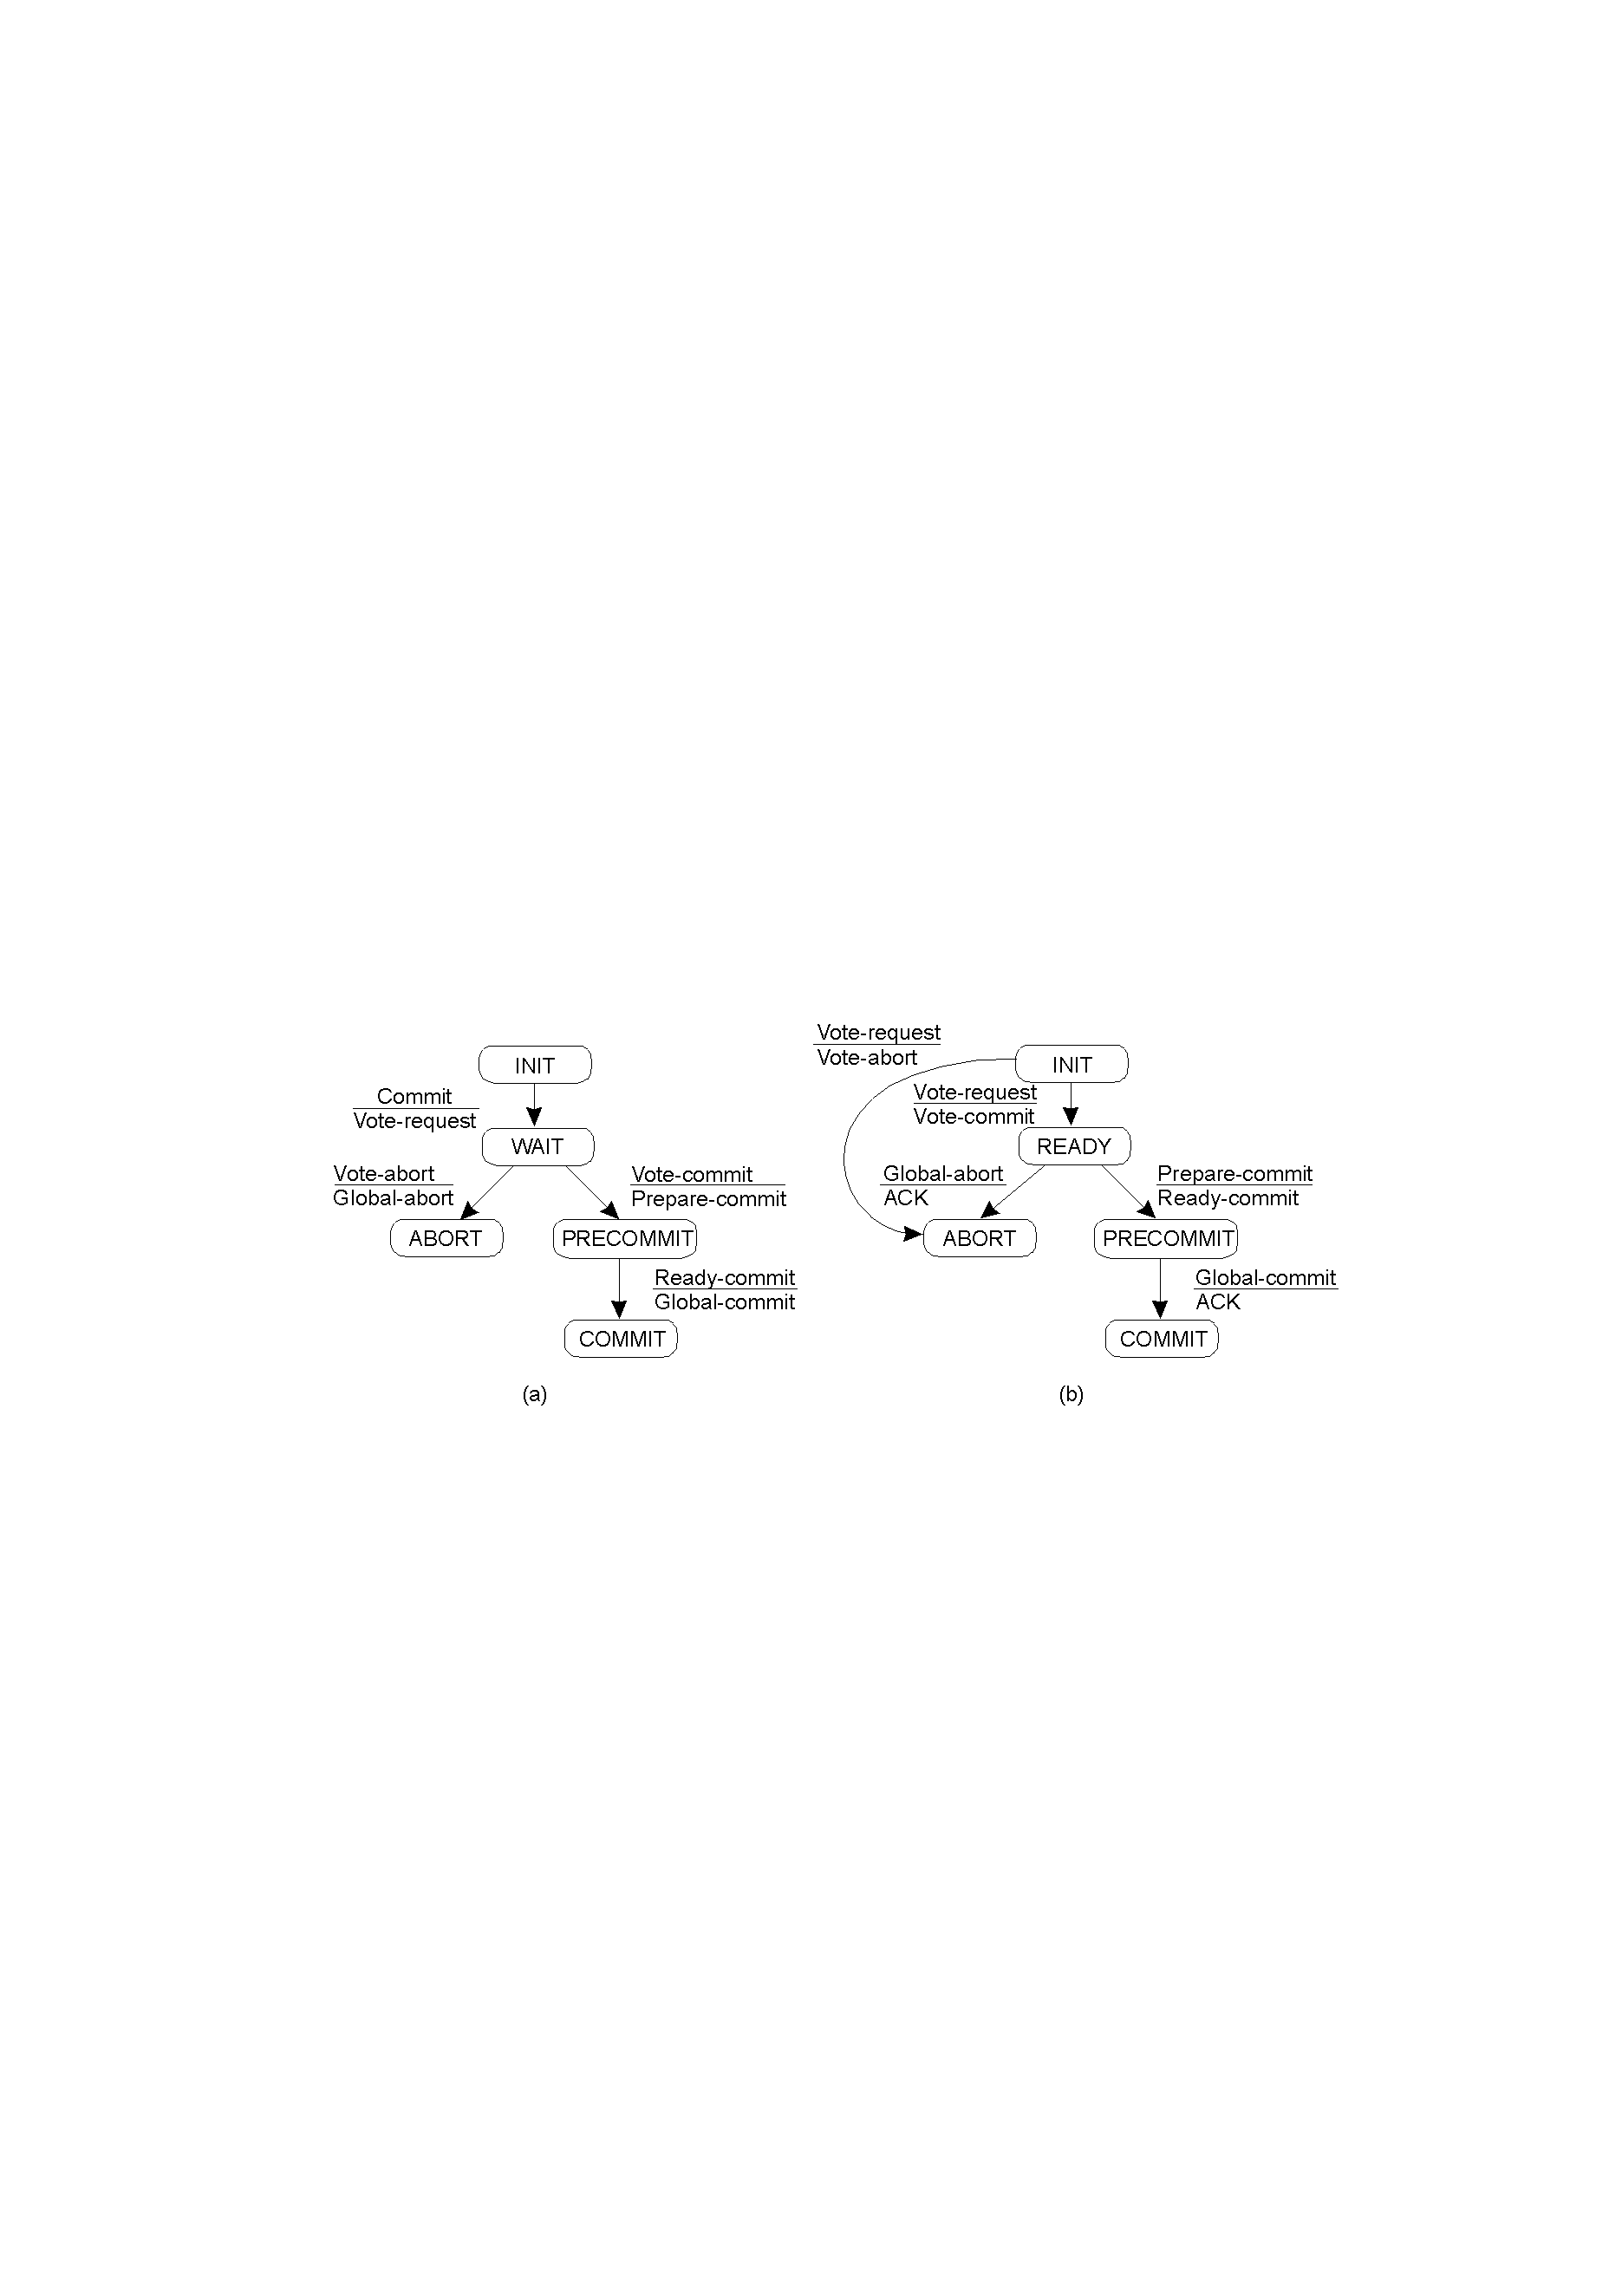 INIT
Commit
Vote-request
WAIT
Vote-abort
Global-abort
Vote-commit
Prepare-commit
ABORT
PRECOMMIT
Ready-commit
Global-commit
COMMIT
(a)
Vote-request
Vote-abort
INIT
Vote-request
Vote-commit
READY
Global-abort
ACK
Prepare-commit
Ready-commit
ABORT
PRECOMMIT
Global-commit
ACK
COMMIT
(b)